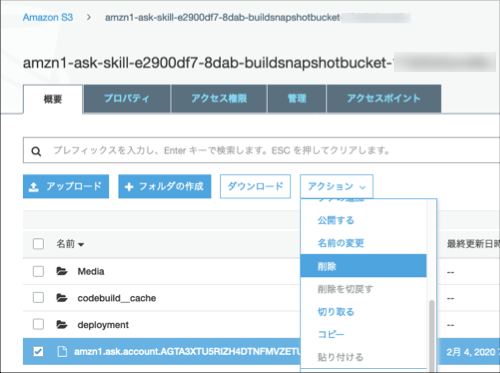 Amazon S3 > amzn1-ask-skill-e2900df7-8dab-buildsnapshotbucket-
amzn1-ask-skill-e2900df7-8dab-buildsnapshotbucket-
概要 プロパティ アクセス権限 管理 アクセスポイント
プレフィックスを入力し、Enter キーで検索します。ESC を押してクリアします。
アップロード + フォルダの作成 ダウンロード アクション
公開する
名前の変更
削除
削除を切戻す
切り取る
コピー
貼り付ける
名前 最終更新日時
Media --
codebuild__cache --
deployment --
amzn1.ask.account.AGTA3XTU5RIZH4DTNFMVZETU 2月 4, 2020